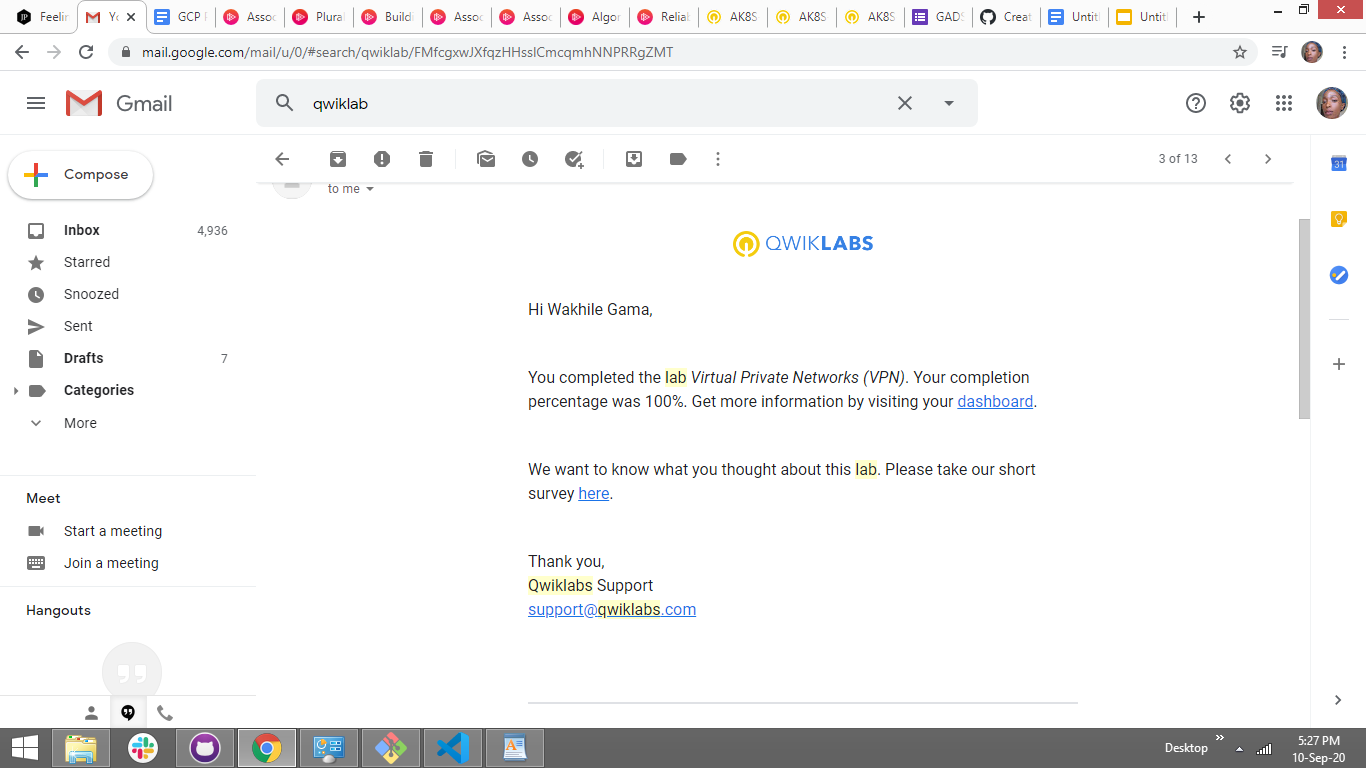 Feelin
Yo
GCP P
Assoc
Plural
Buildi
Assoc
Assoc
Algor
Reliab
AK8S
AK8S
AK8S
GADS
Creat
Untitl
Untitl
mail.google.com/mail/u/0/#search/qwiklab/FMfcgxwJXfqzHHsslCmcqmhNNPRRgZMT
Gmail
qwiklab
Compose
3 of 13
to me
Inbox 4,936
Starred
Snoozed
Sent
Drafts 7
Categories
More
Meet
Start a meeting
Join a meeting
Hangouts
31
QWIKLABS
Hi Wakhile Gama,
You completed the lab Virtual Private Networks (VPN). Your completion
percentage was 100%. Get more information by visiting your dashboard.
We want to know what you thought about this lab. Please take our short
survey here.
Thank you,
Qwiklabs Support
support@qwiklabs.com
Desktop
5:27 PM
10-Sep-20